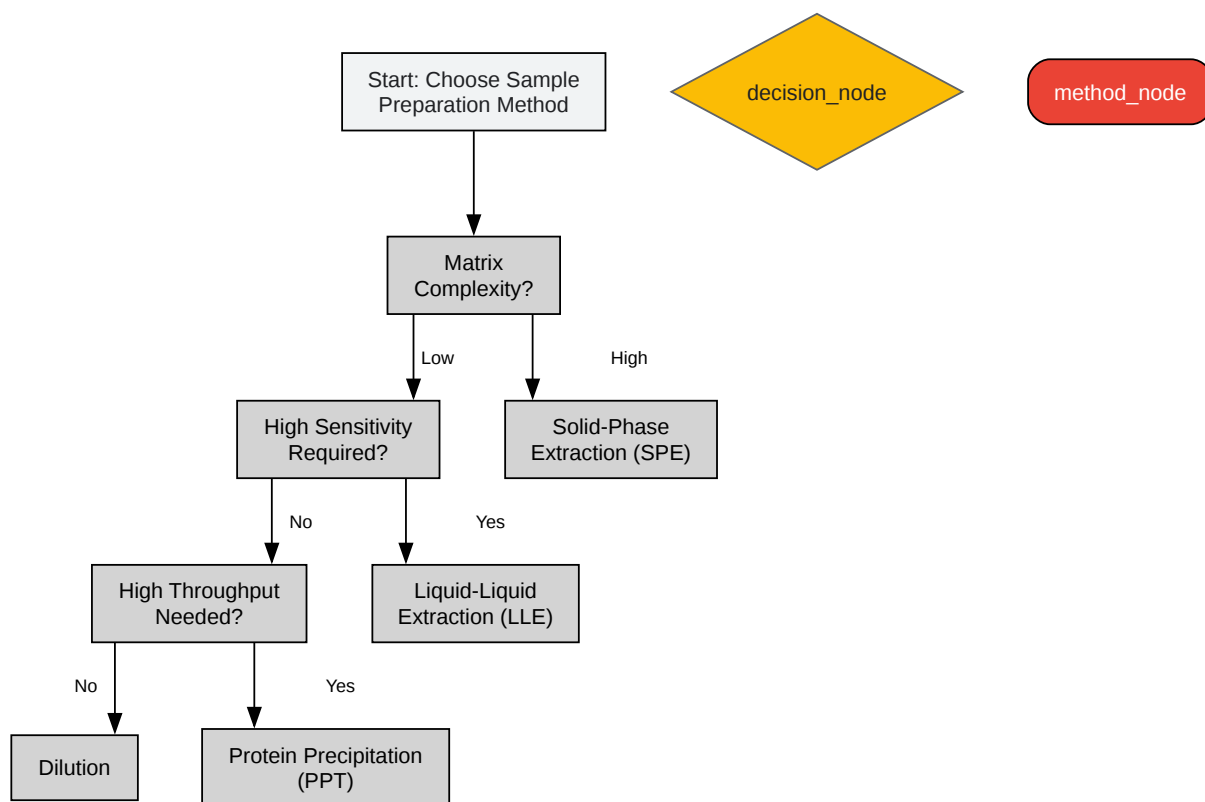 Start: Choose Sample
Preparation Method
decision_node
method_node
Matrix
Complexity?
Low
High
High Sensitivity
Required?
Solid-Phase
Extraction (SPE)
No
Yes
High Throughput
Needed?
Liquid-Liquid
Extraction (LLE)
No
Yes
Dilution
Protein Precipitation
(PPT)